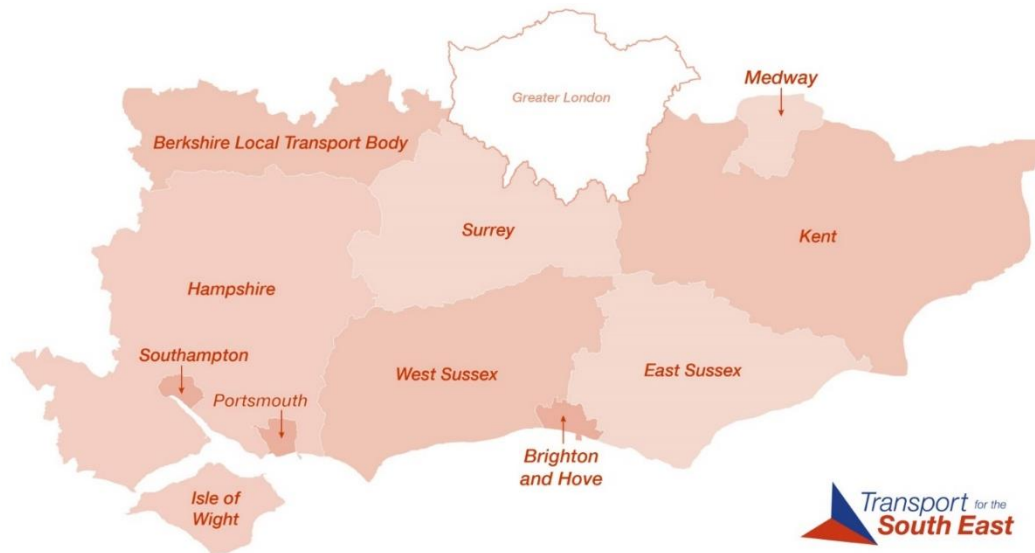 Greater London
Medway
Berkshire Local Transport Body
Surrey
Kent
Hampshire
Southampton
West Sussex
East Sussex
Portsmouth
Brighton
and Hove
Isle of
Wight
Transport for the
South East